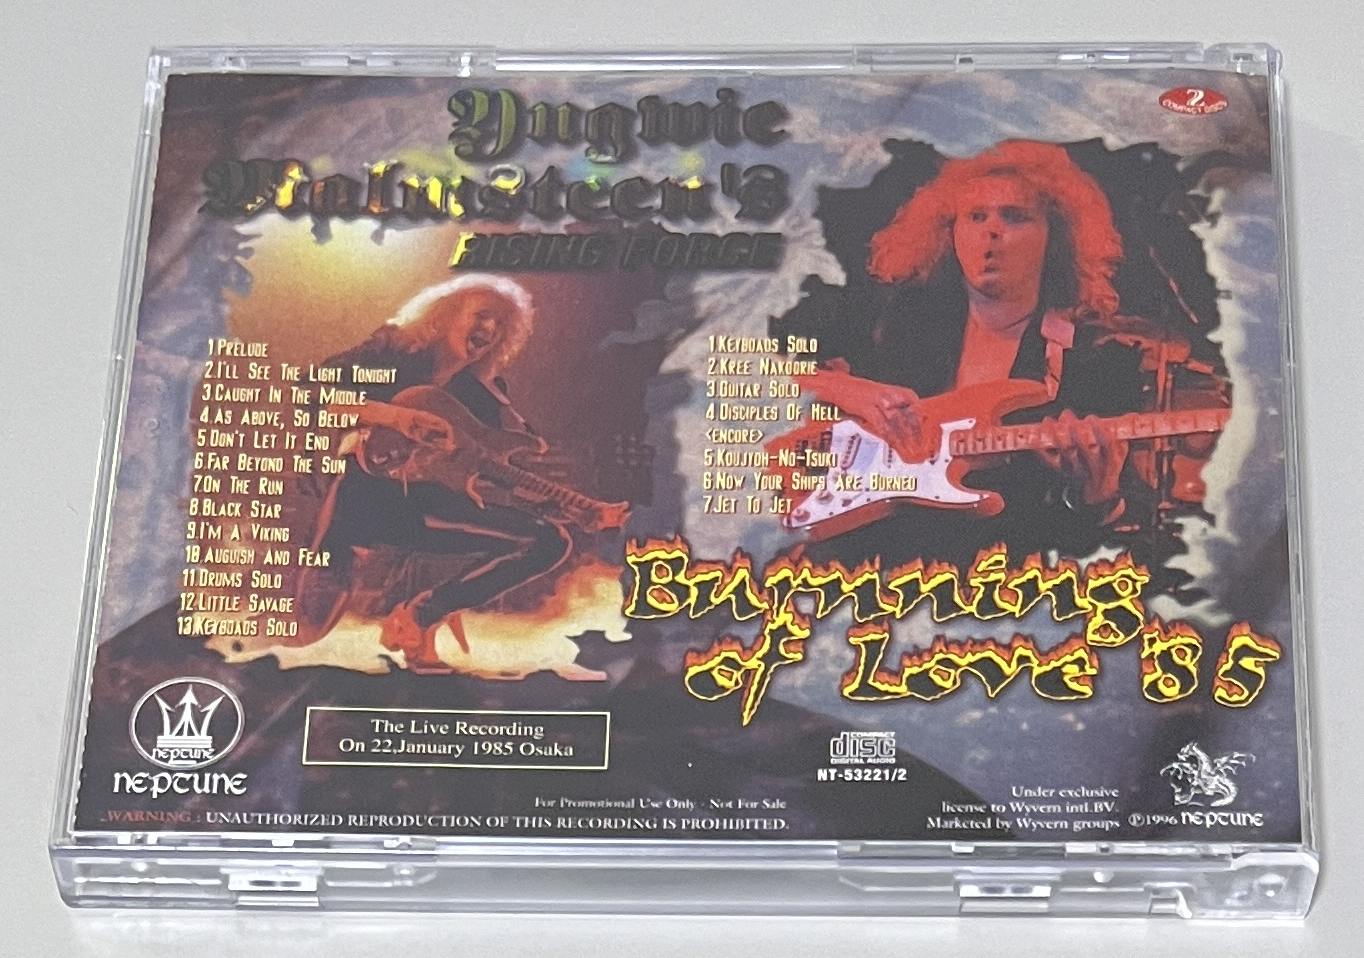 Yngwie
Malmsteen's
RISING FORCE
2
COMPACT DISCS
1.PRELUDE
2.I'LL SEE THE LIGHT TONIGHT
3.CAUGHT IN THE MIDDLE
4.AS ABOVE, SO BELOW
5.DON'T LET IT END
6.FAR BEYOND THE SUN
7.ON THE RUN
8.BLACK STAR
9.I'M A VIKING
10.AUGUISH AND FEAR
11.DRUMS SOLO
12.LITTLE SAVAGE
13.KEYBOADS SOLO
1.KEYBOADS SOLO
2.KREE NAKOORIE
3.GUITAR SOLO
4.DISCIPLES OF HELL
<ENCORE>
5.KOUJYOH-NO-TSUKI
6.NOW YOUR SHIPS ARE BURNED
7.JET TO JET
Burnning
of Love '85
NEPTUNE
NEPTUNE
The Live Recording
On 22,January 1985 Osaka
COMPACT
disc
DIGITAL AUDIO
NT-53221/2
For Promotional Use Only - Not For Sale
WARNING : UNAUTHORIZED REPRODUCTION OF THIS RECORDING IS PROHIBITED.
Under exclusive
license to Wyvern intl.BV.
Marketed by Wyvern groups
℗1996 NEPTUNE